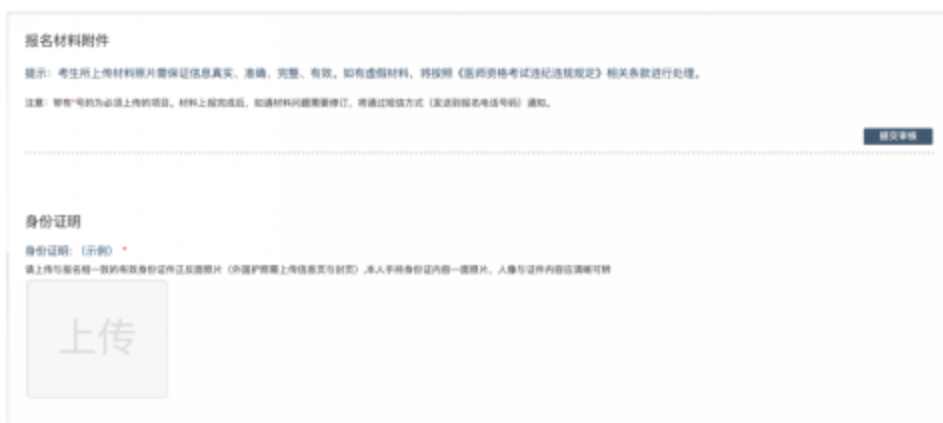 报名材料附件
提示：考生所上传材料照片需保证信息真实、准确、完整、有效。如有虚假材料，将按照《医师资格考试违纪违规规定》相关条款进行处理。
注意：带有*号的为必须上传的项目。材料上报完成后，如遇材料问题需要修订，将通过短信方式（发送到报名电话号码）通知。
提交审核
身份证明
身份证明：（示例） *
请上传与报名相一致的有效身份证件正反面照片（外国护照需上传信息页与封页）,本人手持身份证内容一面照片，人像与证件内容应清晰可辨
上传